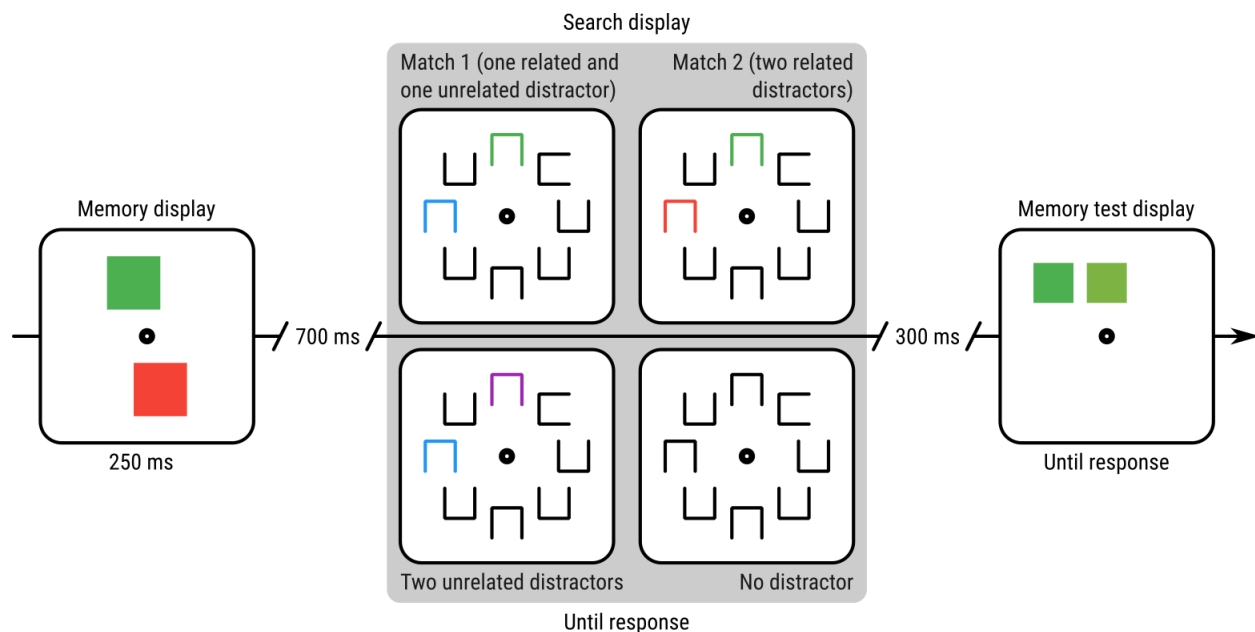 Search display
Match 1 (one related and
one unrelated distractor)
Match 2 (two related
distractors)
Memory display
Memory test display
700 ms
300 ms
250 ms
Until response
Two unrelated distractors
No distractor
Until response